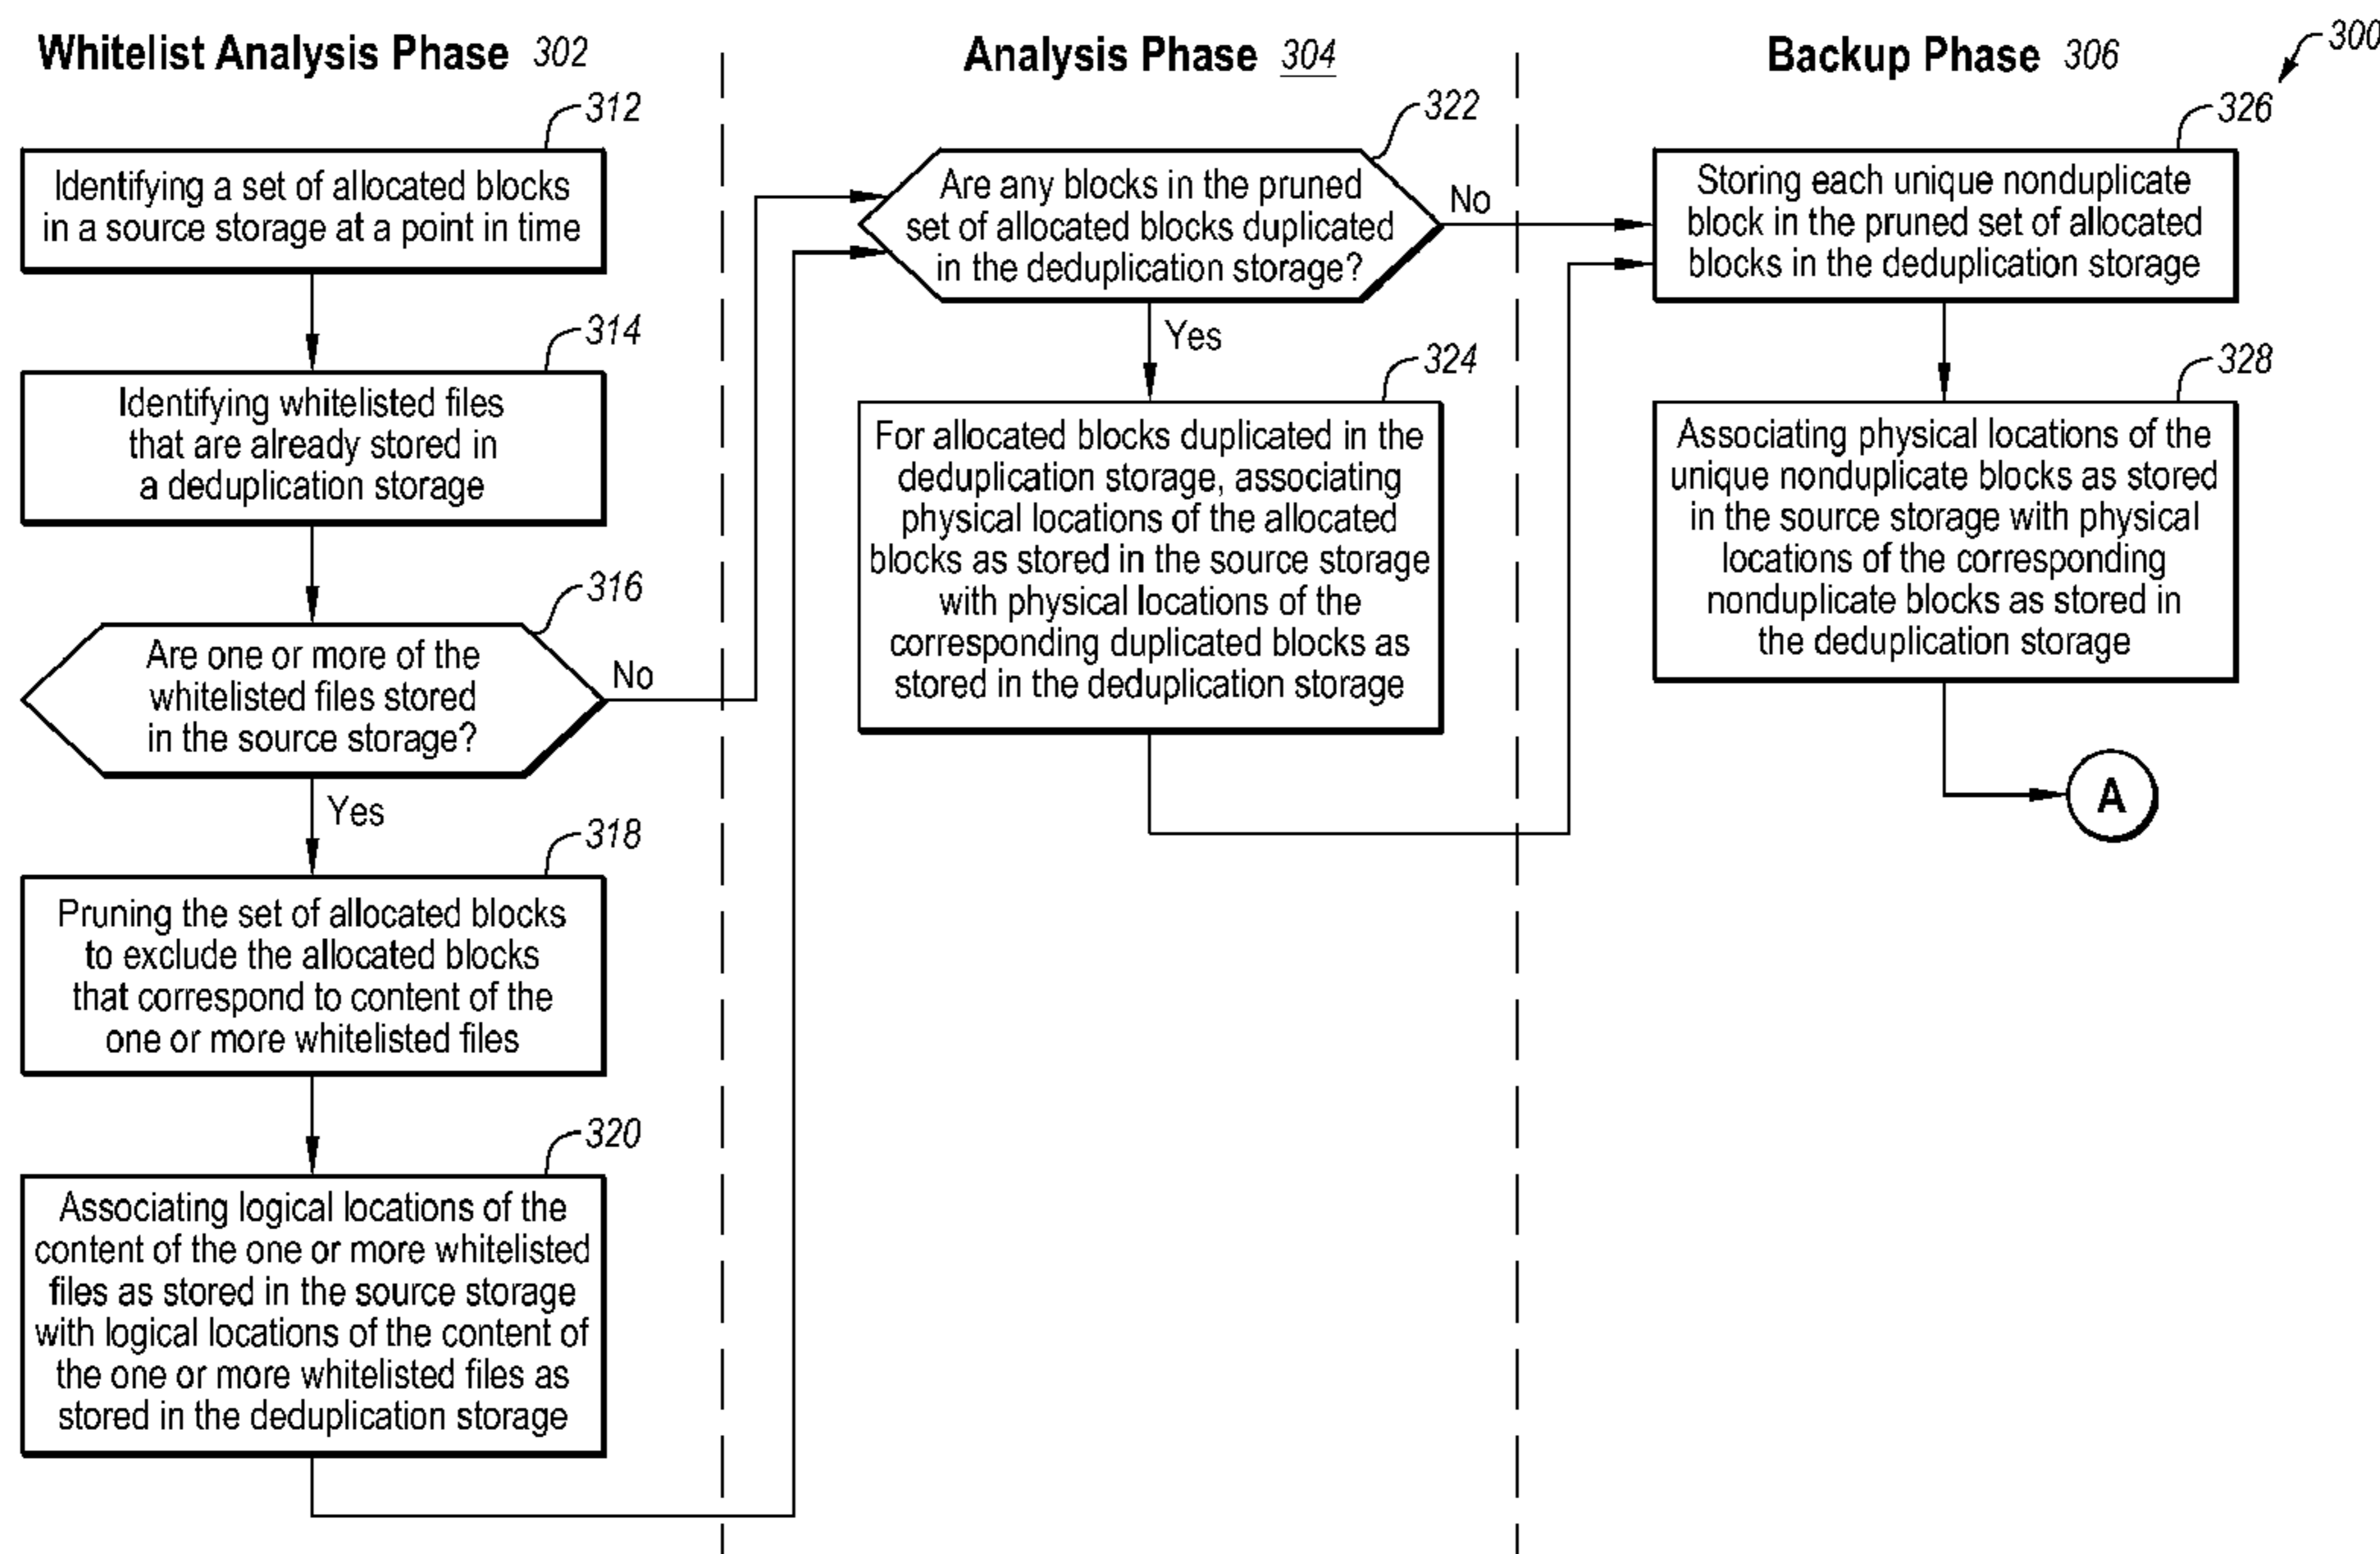 Whitelist Analysis Phase 302
312
Identifying a set of allocated blocks
in a source storage at a point in time
314
Identifying whitelisted files
that are already stored in
a deduplication storage
316
Are one or more of the
whitelisted files stored
in the source storage?
No
Yes
318
Pruning the set of allocated blocks
to exclude the allocated blocks
that correspond to content of the
one or more whitelisted files
320
Associating logical locations of the
content of the one or more whitelisted
files as stored in the source storage
with logical locations of the content of
the one or more whitelisted files as
stored in the deduplication storage
Analysis Phase 304
322
Are any blocks in the pruned
set of allocated blocks duplicated
in the deduplication storage?
No
Yes
324
For allocated blocks duplicated in the
deduplication storage, associating
physical locations of the allocated
blocks as stored in the source storage
with physical locations of the
corresponding duplicated blocks as
stored in the deduplication storage
Backup Phase 306
300
326
Storing each unique nonduplicate
block in the pruned set of allocated
blocks in the deduplication storage
328
Associating physical locations of the
unique nonduplicate blocks as stored
in the source storage with physical
locations of the corresponding
nonduplicate blocks as stored in
the deduplication storage
A